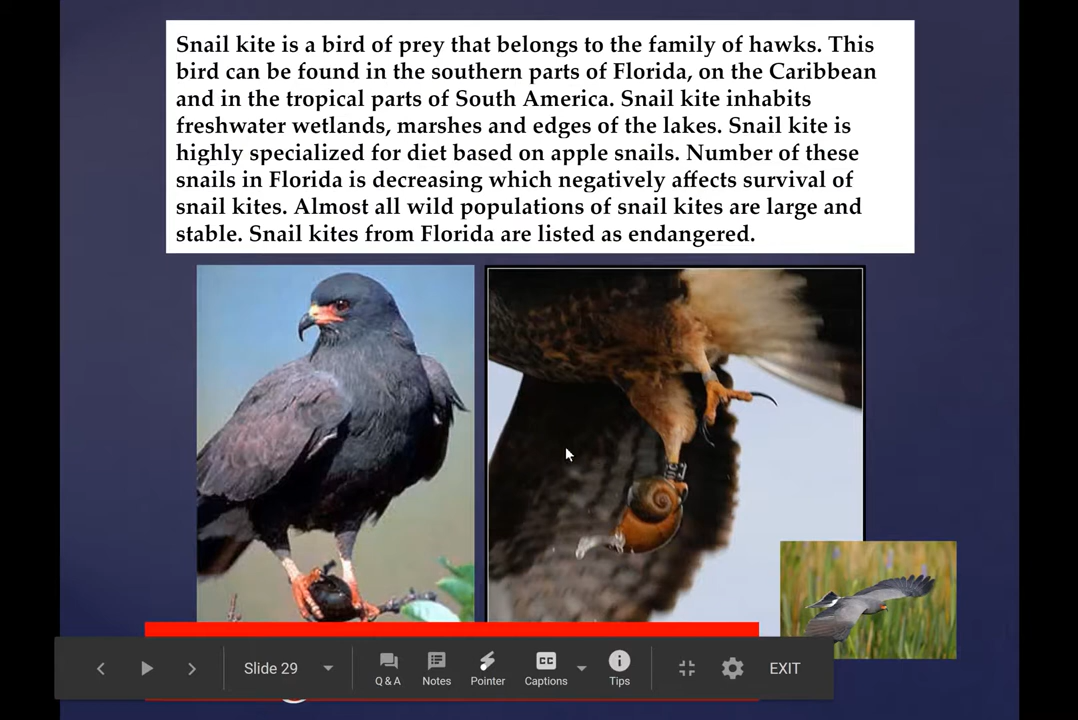 Snail kite is a bird of prey that belongs to the family of hawks. This
bird can be found in the southern parts of Florida, on the Caribbean
and in the tropical parts of South America. Snail kite inhabits
freshwater wetlands, marshes and edges of the lakes. Snail kite is
highly specialized for diet based on apple snails. Number of these
snails in Florida is decreasing which negatively affects survival of
snail kites. Almost all wild populations of snail kites are large and
stable. Snail kites from Florida are listed as endangered.
Slide 29
Q & A
Notes
Pointer
CC
Captions
Tips
EXIT